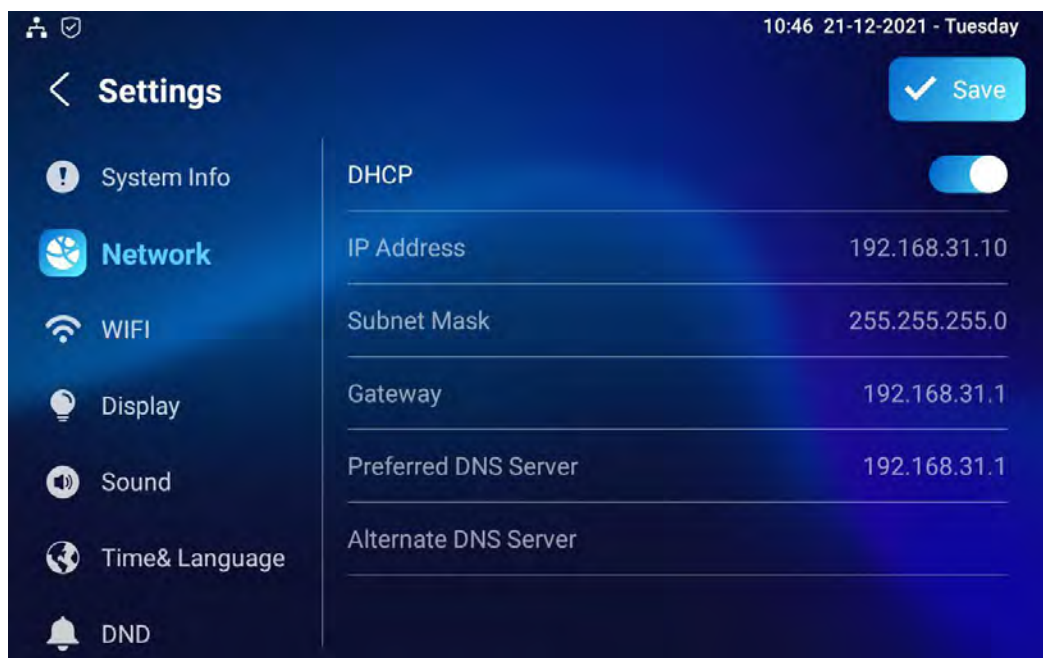 10:46 21-12-2021 - Tuesday
Settings
Save
System Info
Network
WIFI
Display
Sound
Time& Language
DND
DHCP
IP Address 192.168.31.10
Subnet Mask 255.255.255.0
Gateway 192.168.31.1
Preferred DNS Server 192.168.31.1
Alternate DNS Server